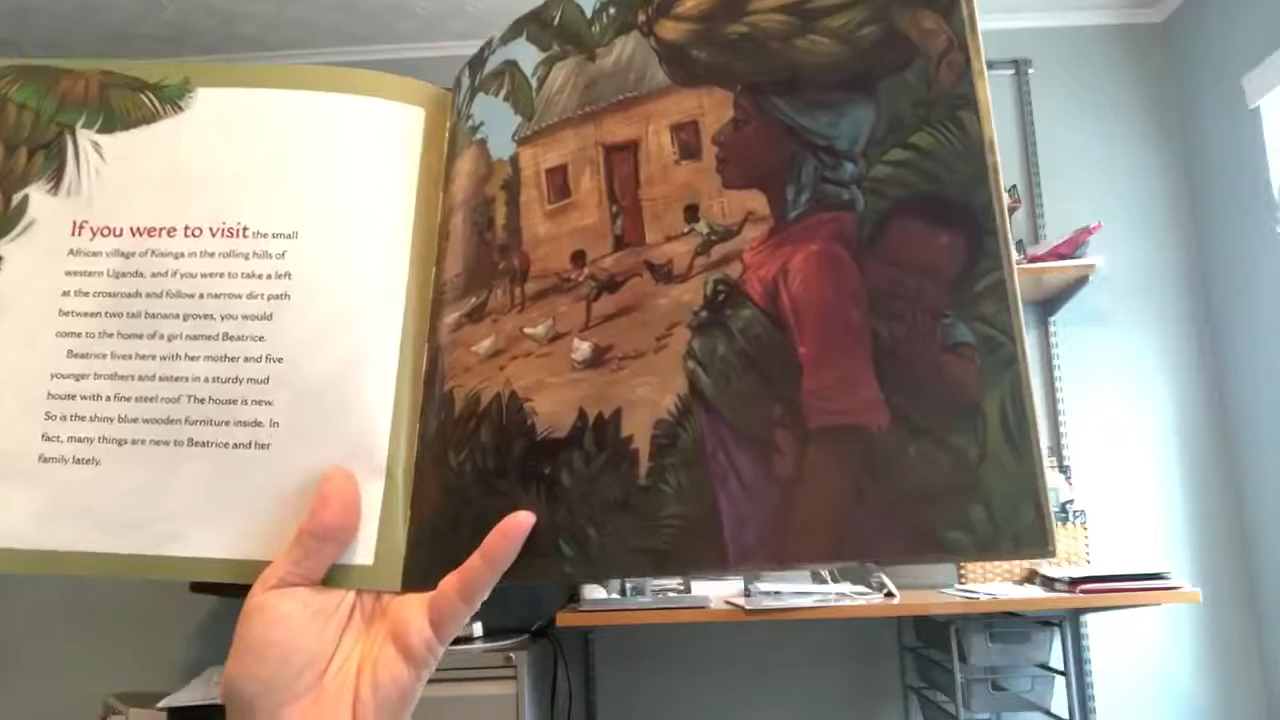 If you were to visit the small
African village of Kisinga in the rolling hills of
western Uganda, and if you were to take a left
at the crossroads and follow a narrow dirt path
between two tall banana groves, you would
come to the home of a girl named Beatrice.
Beatrice lives here with her mother and five
younger brothers and sisters in a sturdy mud
house with a fine steel roof. The house is new.
So is the shiny blue wooden furniture inside. In
fact, many things are new to Beatrice and her
family lately.